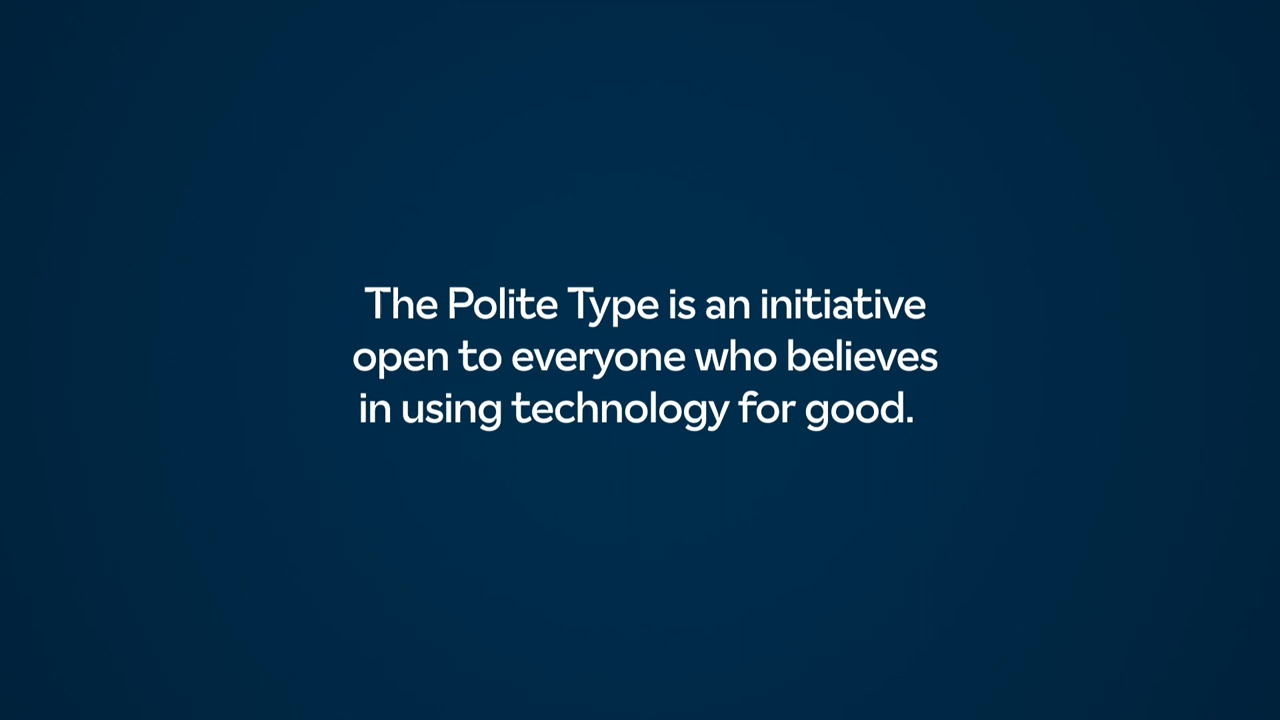 The Polite Type is an initiative
open to everyone who believes
in using technology for good.